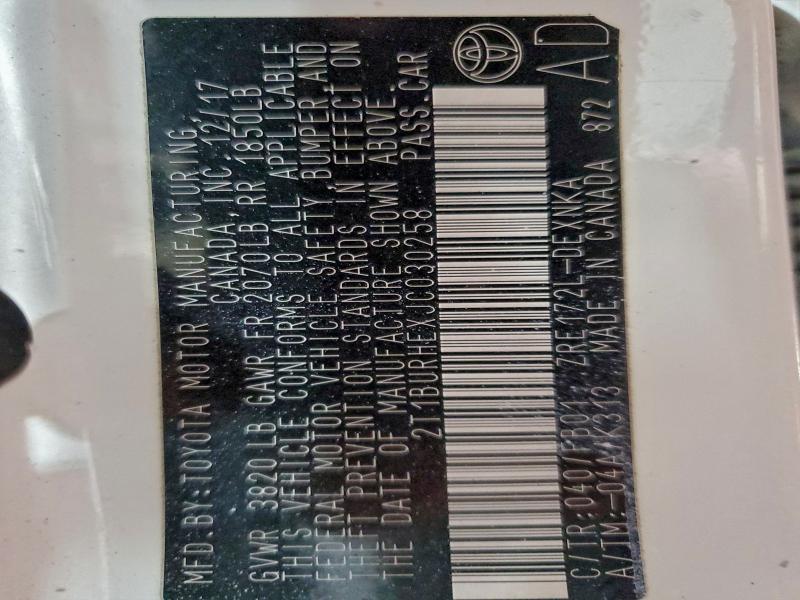 MFD. BY: TOYOTA MOTOR MANUFACTURING
CANADA, INC. 12/17
GVWR 3820LB GAWR FR 2070LB RR 1850LB
THIS VEHICLE CONFORMS TO ALL APPLICABLE
FEDERAL MOTOR VEHICLE SAFETY, BUMPER, AND
THEFT PREVENTION STANDARDS IN EFFECT ON
THE DATE OF MANUFACTURE SHOWN ABOVE.
2T1BURHEXJC030258 PASS. CAR
C/TR: 040/FB01 ZRE172L-DEXNKA AD
A/TM: MADE IN CANADA 872